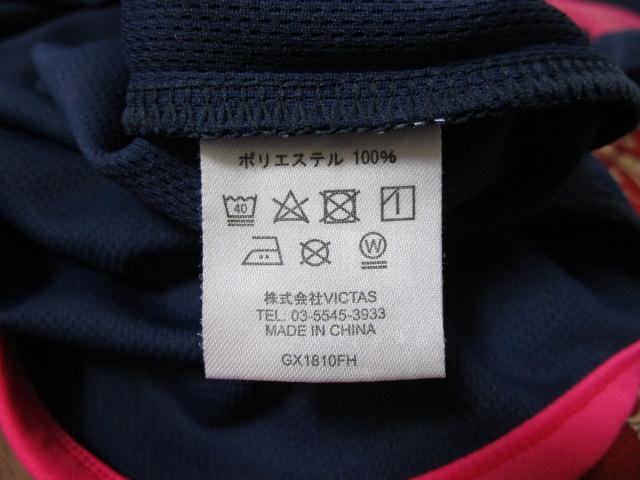 ポリエステル 100%
40
W
株式会社VICTAS
TEL: 03-5545-3933
MADE IN CHINA
GX1810FH